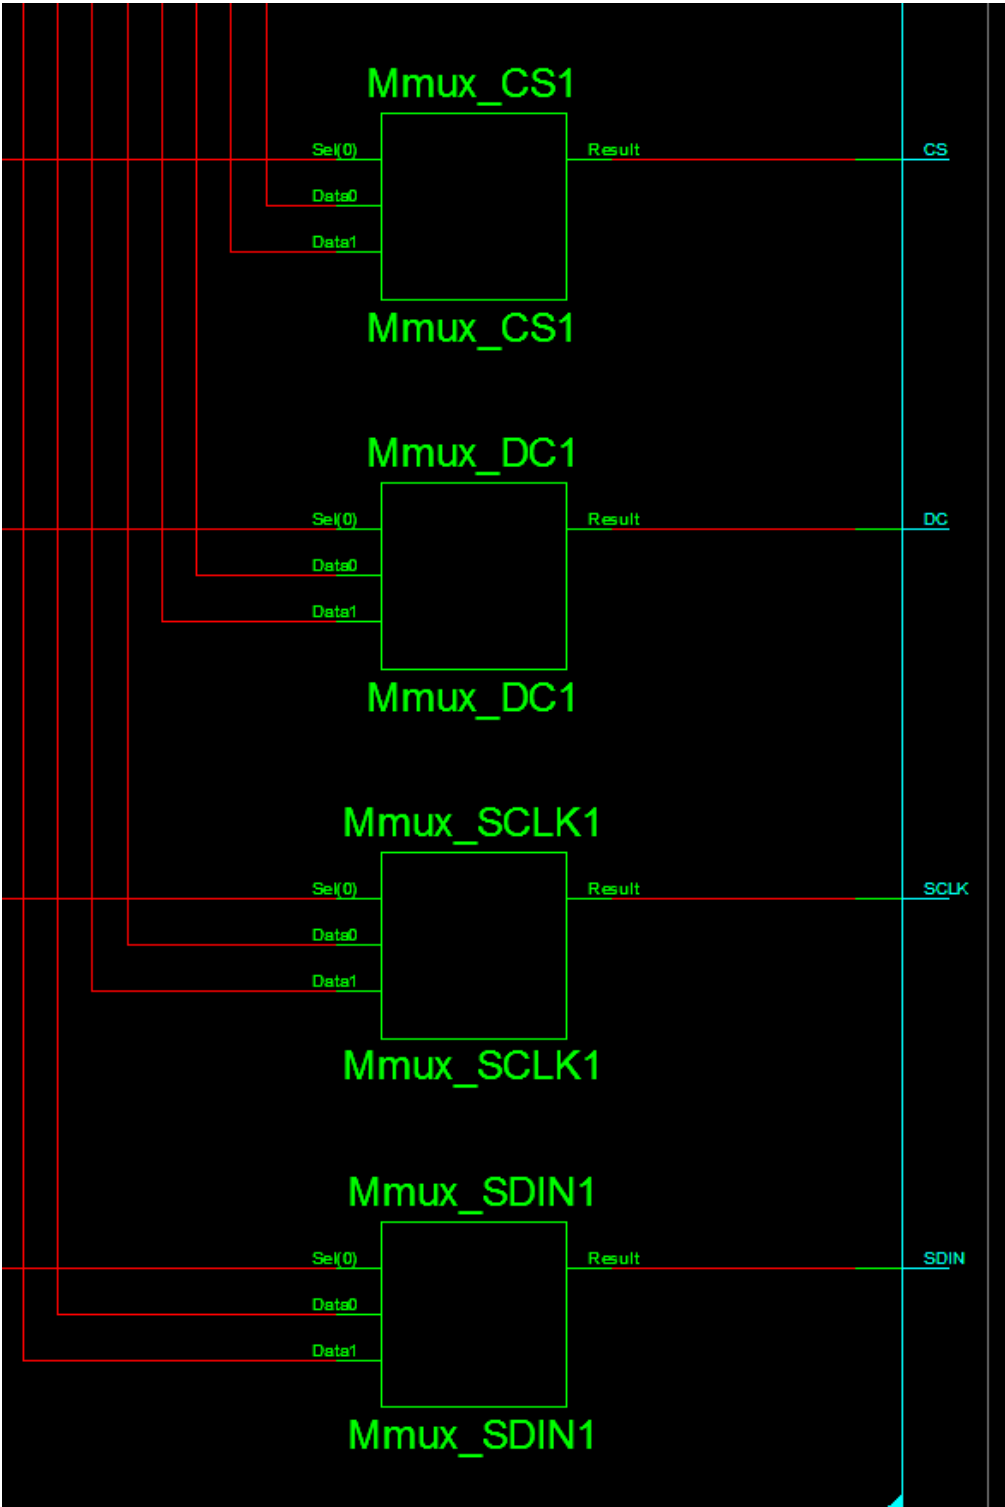 Mmux_CS1
Sel(0) Result CS
Data0
Data1
Mmux_CS1
Mmux_DC1
Sel(0) Result DC
Data0
Data1
Mmux_DC1
Mmux_SCLK1
Sel(0) Result SCLK
Data0
Data1
Mmux_SCLK1
Mmux_SDIN1
Sel(0) Result SDIN
Data0
Data1
Mmux_SDIN1